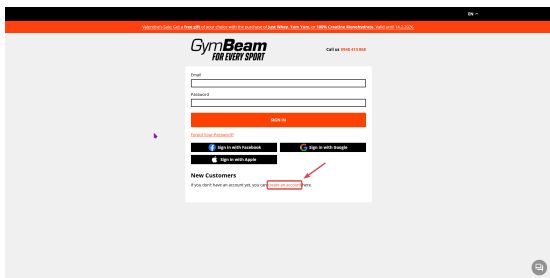 EN
Valentine's Sale: Get a free gift of your choice with the purchase of Just Whey, Yum Yum, or 100% Creatine Monohydrate. Valid until 14.2.2026.
GymBeam
FOR EVERY SPORT
Call us
Email
Password
SIGN IN
Forgot Your Password?
Sign in with Facebook
Sign in with Google
Sign in with Apple
New Customers
If you don't have an account yet, you can create an account here.